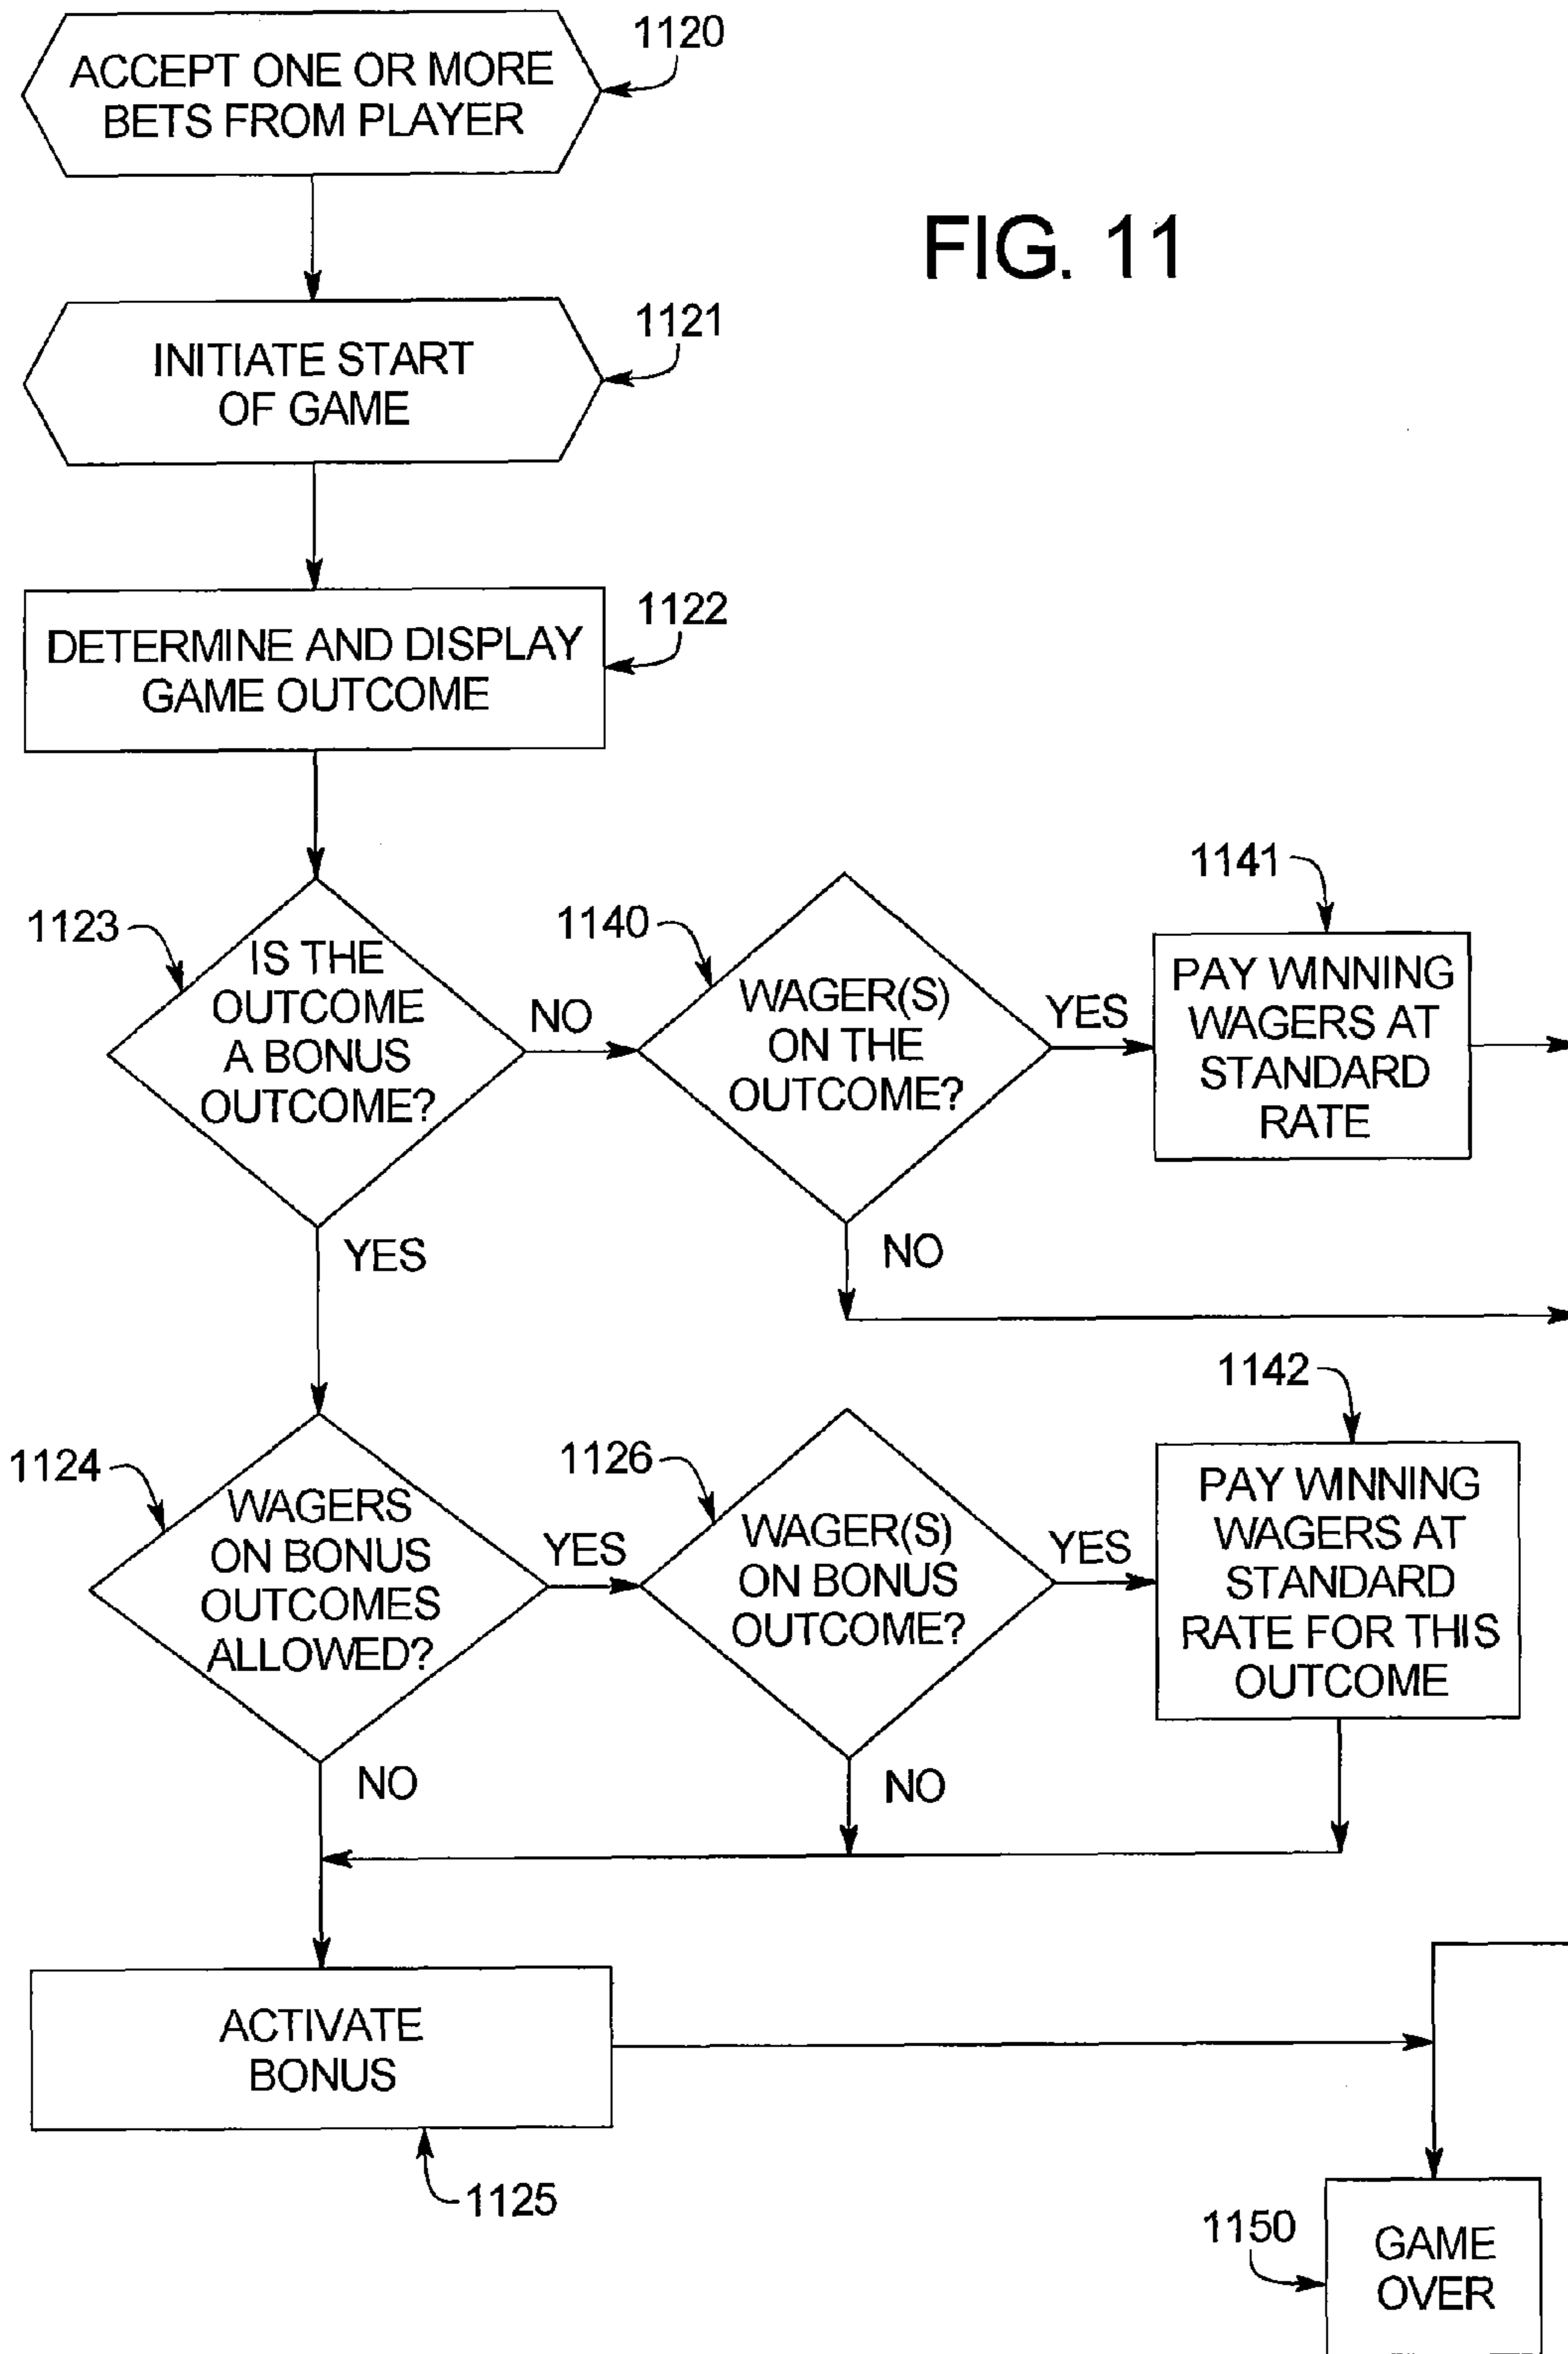 1120
ACCEPT ONE OR MORE
BETS FROM PLAYER
FIG. 11
1121
INITIATE START
OF GAME
1122
DETERMINE AND DISPLAY
GAME OUTCOME
1123
IS THE
OUTCOME
A BONUS
OUTCOME?
NO
YES
1140
WAGER(S)
ON THE
OUTCOME?
YES
NO
1141
PAY WINNING
WAGERS AT
STANDARD
RATE
1124
WAGERS
ON BONUS
OUTCOMES
ALLOWED?
YES
NO
1126
WAGER(S)
ON BONUS
OUTCOME?
YES
NO
1142
PAY WINNING
WAGERS AT
STANDARD
RATE FOR THIS
OUTCOME
ACTIVATE
BONUS
1125
1150
GAME
OVER